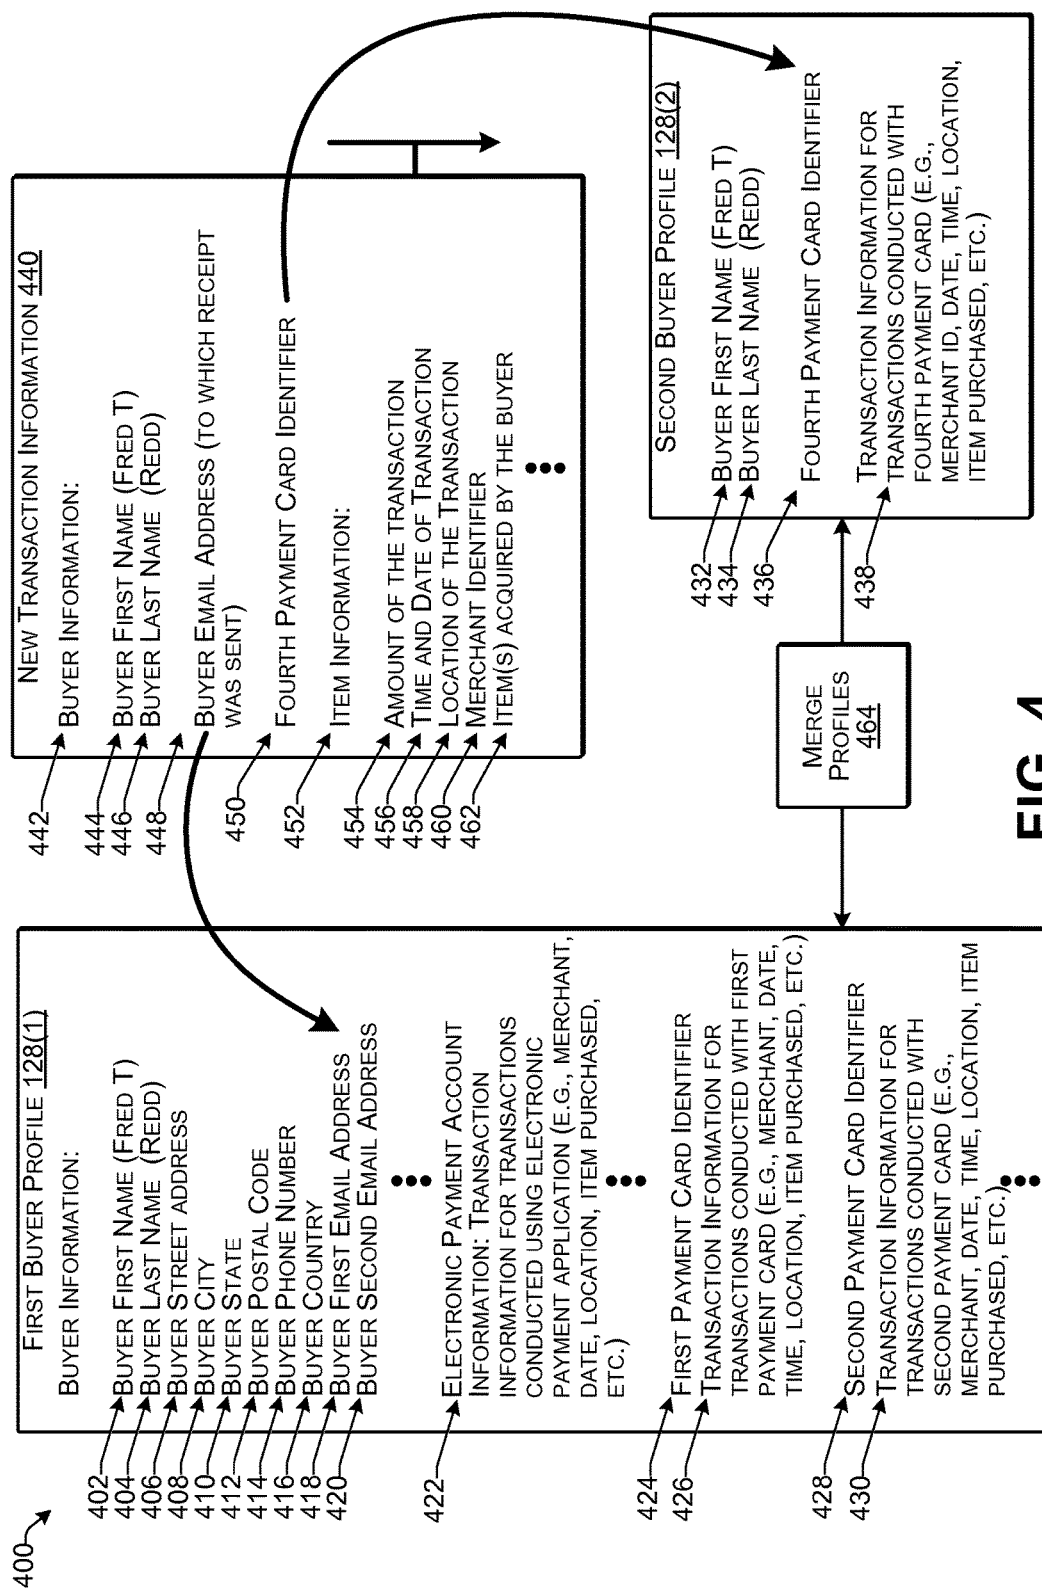 400
FIRST BUYER PROFILE 128(1)
BUYER INFORMATION:
402 BUYER FIRST NAME (FRED T)
404 BUYER LAST NAME (REDD)
406 BUYER STREET ADDRESS
408 BUYER CITY
410 BUYER STATE
412 BUYER POSTAL CODE
414 BUYER PHONE NUMBER
416 BUYER COUNTRY
418 BUYER FIRST EMAIL ADDRESS
420 BUYER SECOND EMAIL ADDRESS
422 ELECTRONIC PAYMENT ACCOUNT
INFORMATION: TRANSACTION
INFORMATION FOR TRANSACTIONS
CONDUCTED USING ELECTRONIC
PAYMENT APPLICATION (E.G., MERCHANT,
DATE, LOCATION, ITEM PURCHASED,
ETC.)
424 FIRST PAYMENT CARD IDENTIFIER
426 TRANSACTION INFORMATION FOR
TRANSACTIONS CONDUCTED WITH FIRST
PAYMENT CARD (E.G., MERCHANT, DATE,
TIME, LOCATION, ITEM PURCHASED, ETC.)
428 SECOND PAYMENT CARD IDENTIFIER
430 TRANSACTION INFORMATION FOR
TRANSACTIONS CONDUCTED WITH
SECOND PAYMENT CARD (E.G.,
MERCHANT, DATE, TIME, LOCATION, ITEM
PURCHASED, ETC.)
NEW TRANSACTION INFORMATION 440
442 BUYER INFORMATION:
444 BUYER FIRST NAME (FRED T)
446 BUYER LAST NAME (REDD)
448 BUYER EMAIL ADDRESS (TO WHICH RECEIPT
WAS SENT)
450 FOURTH PAYMENT CARD IDENTIFIER
452 ITEM INFORMATION:
454 AMOUNT OF THE TRANSACTION
456 TIME AND DATE OF TRANSACTION
458 LOCATION OF THE TRANSACTION
460 MERCHANT IDENTIFIER
462 ITEM(S) ACQUIRED BY THE BUYER
MERGE
PROFILES
464
SECOND BUYER PROFILE 128(2)
432 BUYER FIRST NAME (FRED T)
434 BUYER LAST NAME (REDD)
436 FOURTH PAYMENT CARD IDENTIFIER
438 TRANSACTION INFORMATION FOR
TRANSACTIONS CONDUCTED WITH
FOURTH PAYMENT CARD (E.G.,
MERCHANT ID, DATE, TIME, LOCATION,
ITEM PURCHASED, ETC.)
FIG. 4